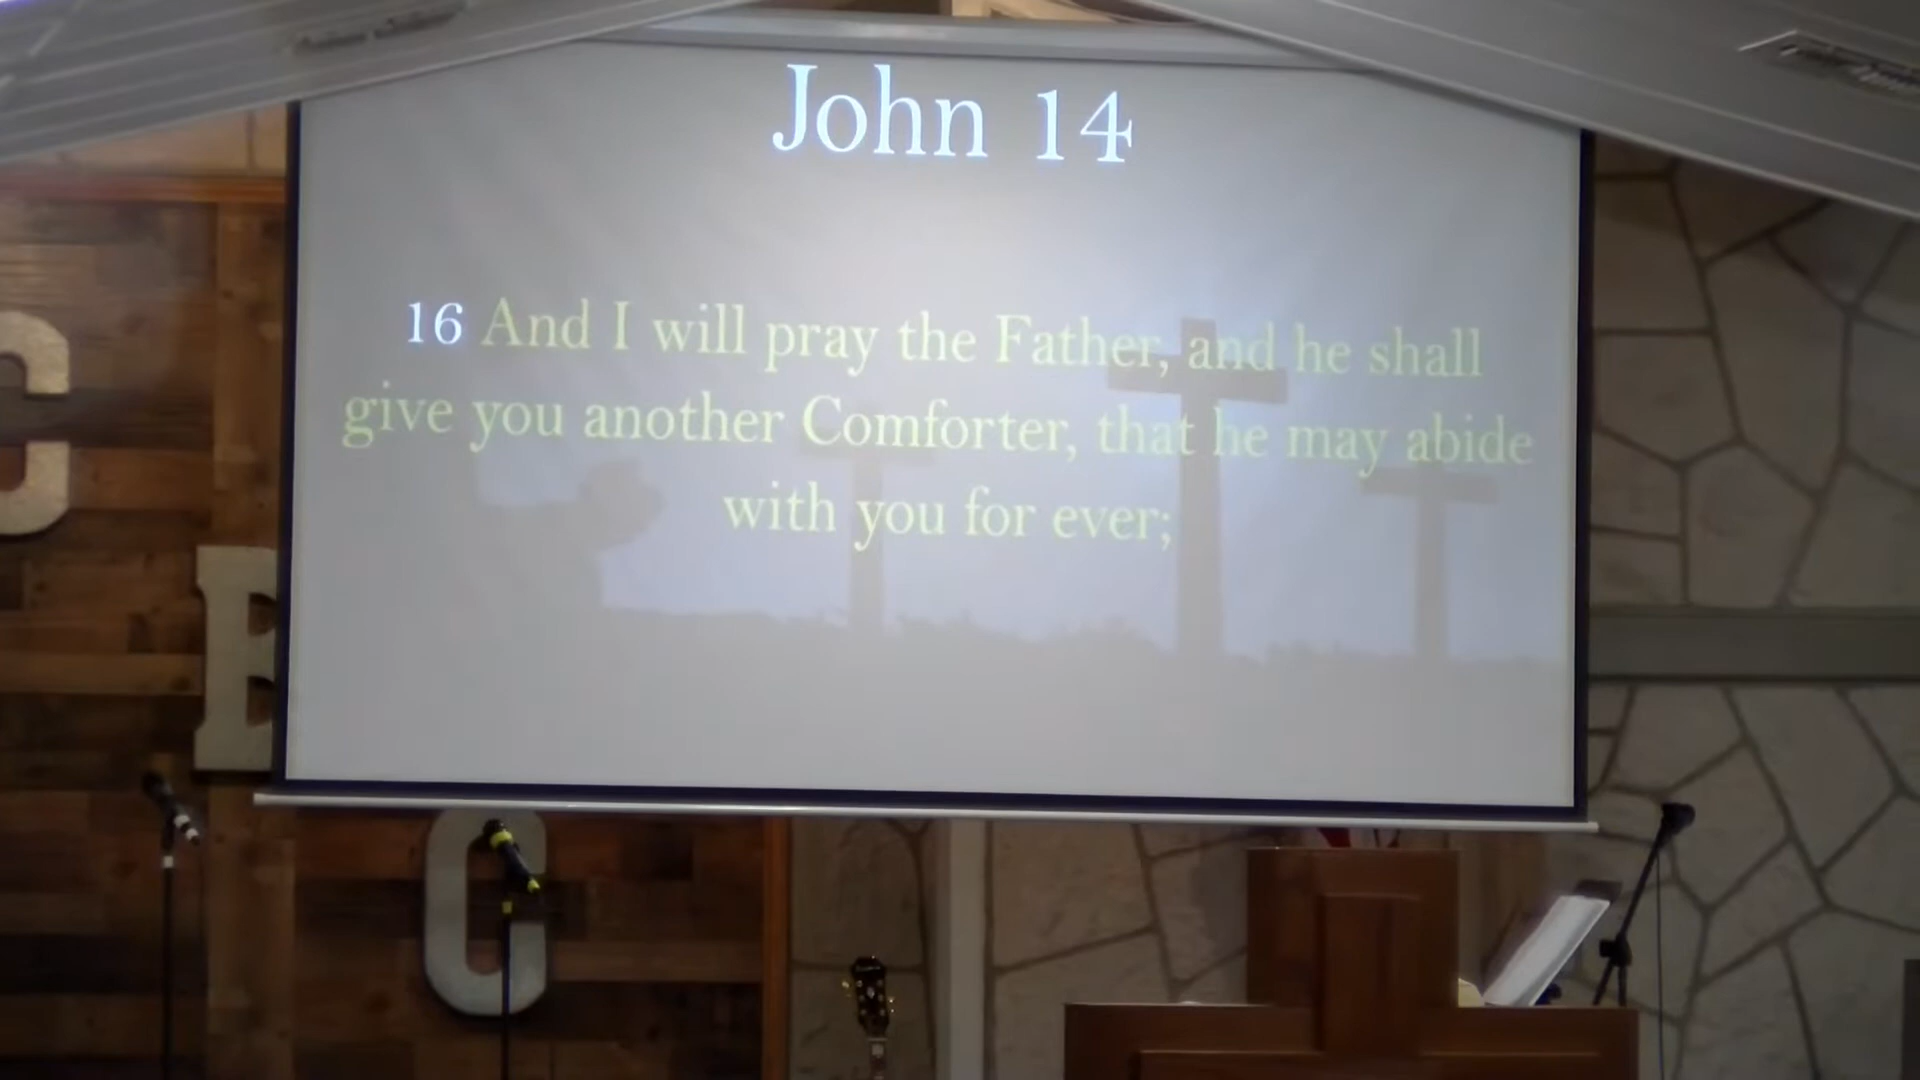 John 14
16 And I will pray the Father, and he shall
give you another Comforter, that he may abide
with you for ever;
C
E
C